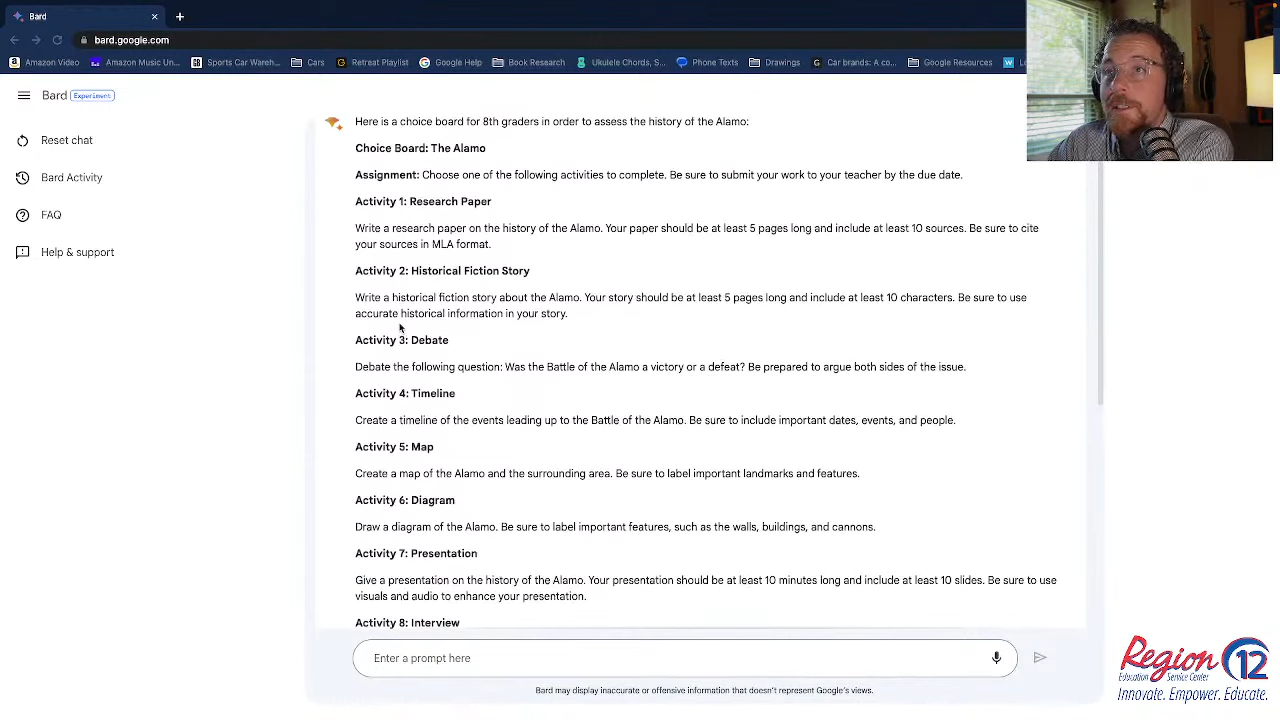 Bard
bard.google.com
Amazon Video
Amazon Music Un...
Sports Car Wareh...
Cars
Retreat Playlist
Google Help
Book Research
Ukulele Chords, S...
Phone Texts
Drawings
Car brands: A co...
Google Resources
Bard Experiment
Reset chat
Bard Activity
FAQ
Help & support
Here is a choice board for 8th graders in order to assess the history of the Alamo:
Choice Board: The Alamo
Assignment: Choose one of the following activities to complete. Be sure to submit your work to your teacher by the due date.
Activity 1: Research Paper
Write a research paper on the history of the Alamo. Your paper should be at least 5 pages long and include at least 10 sources. Be sure to cite
your sources in MLA format.
Activity 2: Historical Fiction Story
Write a historical fiction story about the Alamo. Your story should be at least 5 pages long and include at least 10 characters. Be sure to use
accurate historical information in your story.
Activity 3: Debate
Debate the following question: Was the Battle of the Alamo a victory or a defeat? Be prepared to argue both sides of the issue.
Activity 4: Timeline
Create a timeline of the events leading up to the Battle of the Alamo. Be sure to include important dates, events, and people.
Activity 5: Map
Create a map of the Alamo and the surrounding area. Be sure to label important landmarks and features.
Activity 6: Diagram
Draw a diagram of the Alamo. Be sure to label important features, such as the walls, buildings, and cannons.
Activity 7: Presentation
Give a presentation on the history of the Alamo. Your presentation should be at least 10 minutes long and include at least 10 slides. Be sure to use
visuals and audio to enhance your presentation.
Activity 8: Interview
Enter a prompt here
Bard may display inaccurate or offensive information that doesn't represent Google's views.
Region 12
Education Service Center
Innovate. Empower. Educate.